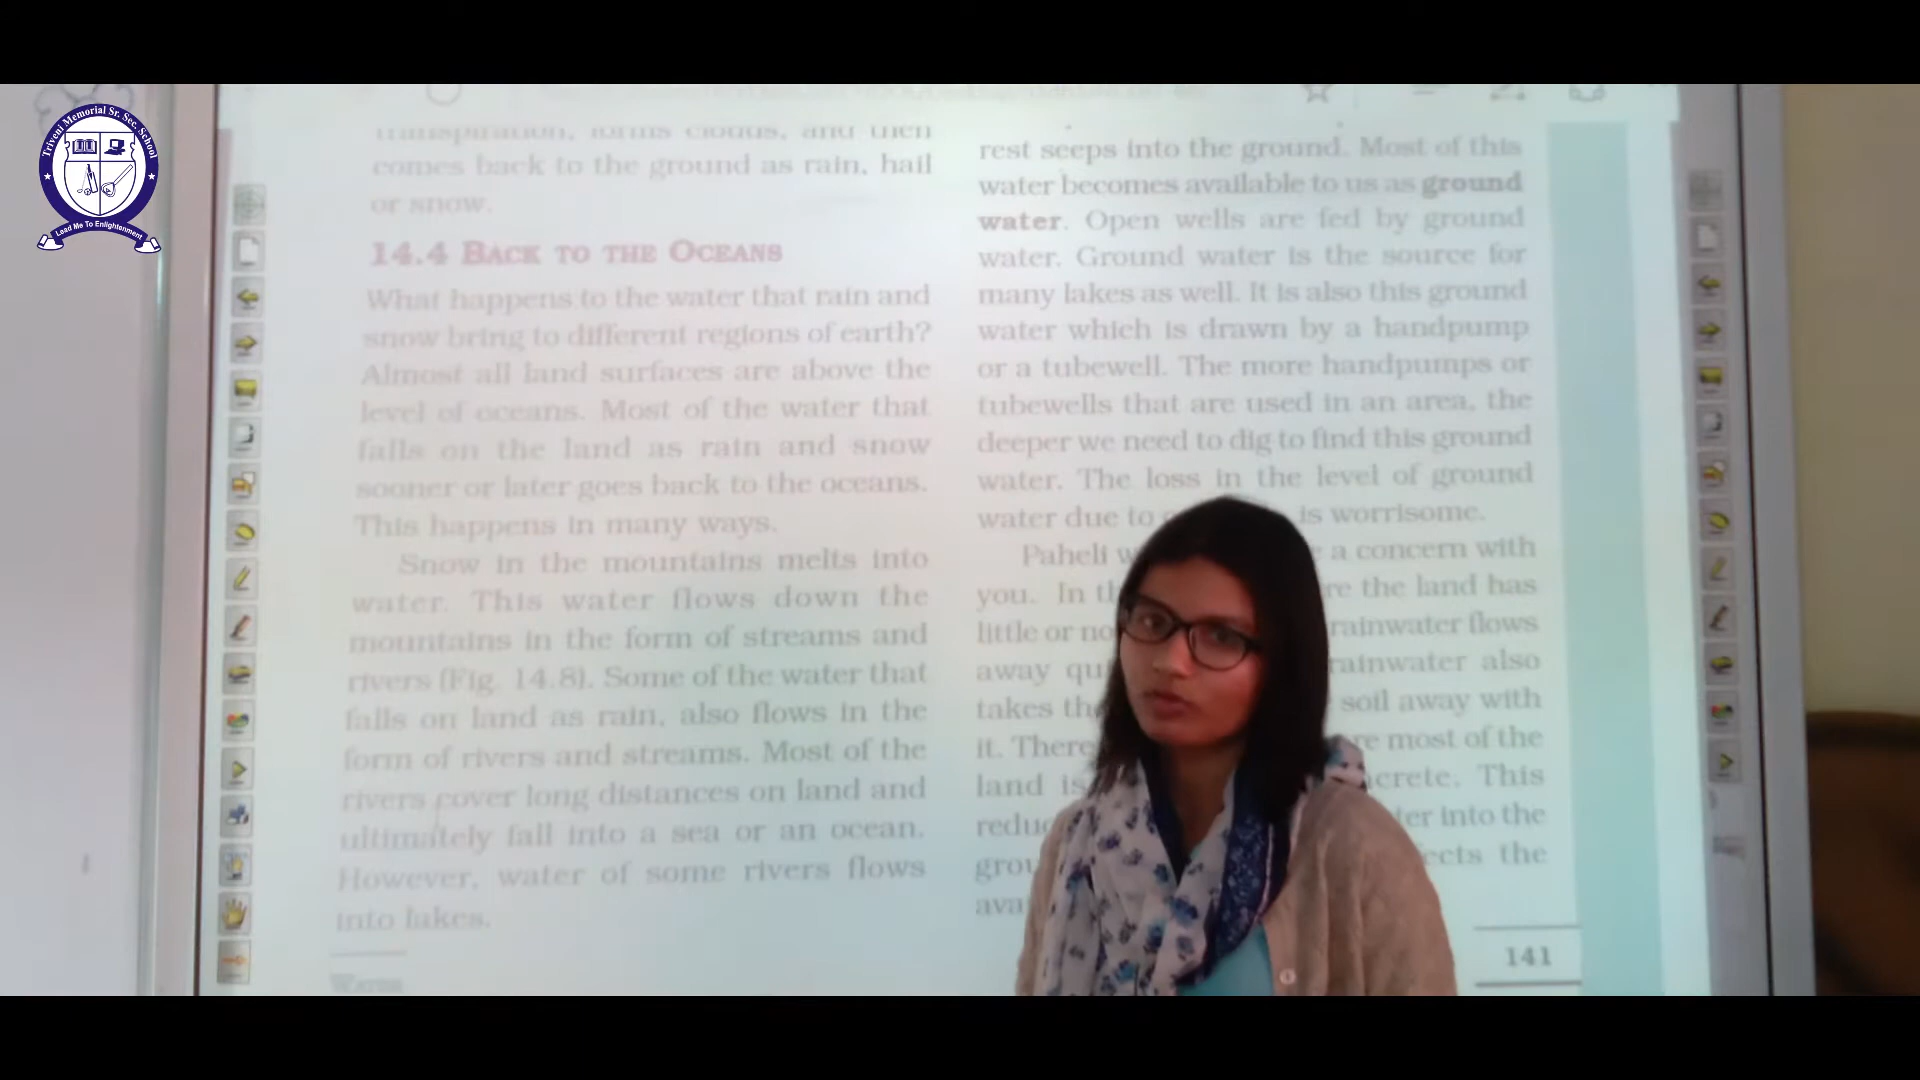 Triveni Memorial Sr. Sec. School
Lead Me To Enlightenment
transpiration, forms clouds, and then
comes back to the ground as rain, hail
or snow.
14.4 BACK TO THE OCEANS
What happens to the water that rain and
snow bring to different regions of earth?
Almost all land surfaces are above the
level of oceans. Most of the water that
falls on the land as rain and snow
sooner or later goes back to the oceans.
This happens in many ways.
Snow in the mountains melts into
water. This water flows down the
mountains in the form of streams and
rivers (Fig. 14.8). Some of the water that
falls on land as rain, also flows in the
form of rivers and streams. Most of the
rivers cover long distances on land and
ultimately fall into a sea or an ocean.
However, water of some rivers flows
into lakes.
WATER
rest seeps into the ground. Most of this
water becomes available to us as ground
water. Open wells are fed by ground
water. Ground water is the source for
many lakes as well. It is also this ground
water which is drawn by a handpump
or a tubewell. The more handpumps or
tubewells that are used in an area, the
deeper we need to dig to find this ground
water. The loss in the level of ground
water due to is worrisome.
Paheli a concern with
you. In the land has
little or no rainwater flows
away rainwater also
takes soil away with
it. most of the
land is This
into the
the
141